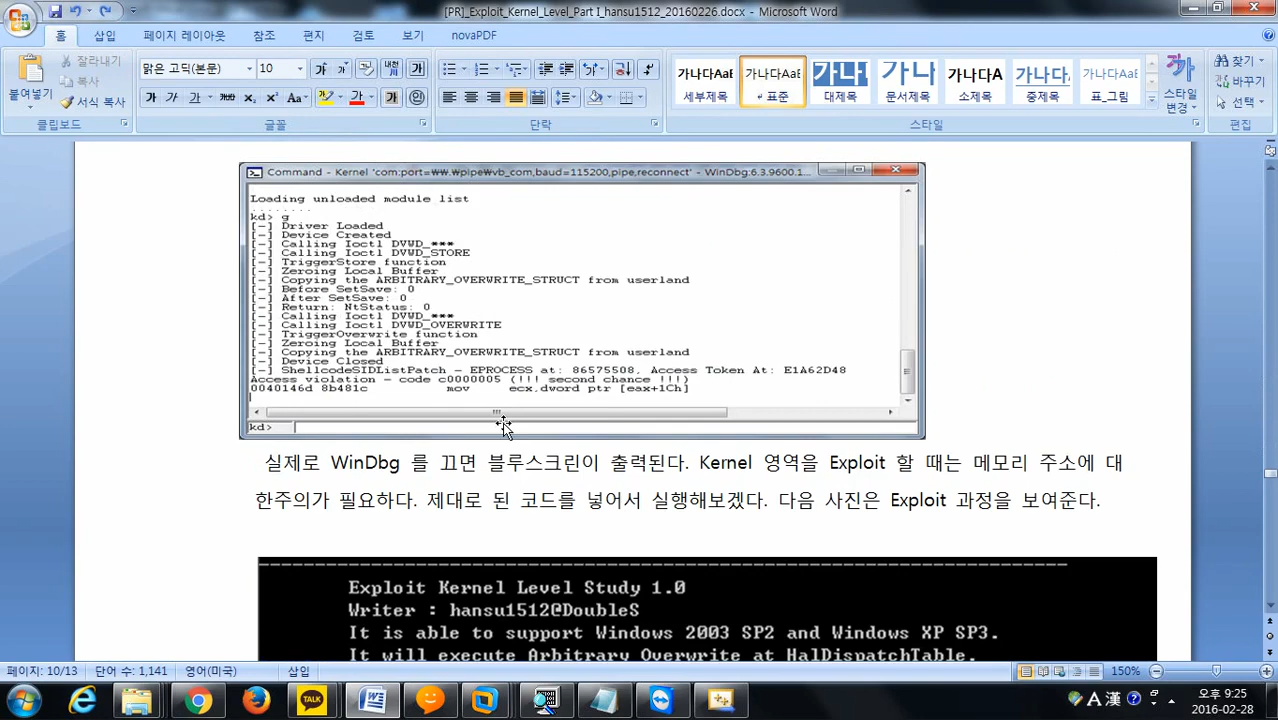 [PR]_Exploit_Kernel_Level_Part I_hansu1512_20160226.docx - Microsoft Word
홈 삽입 페이지 레이아웃 참조 편지 검토 보기 novaPDF
붙여넣기
잘라내기
복사
서식 복사
맑은 고딕(본문) 10
가나다AaE 가나다AaE 가나 가나 가나다A 가나다AaE 가나다AaBE
세부제목 표준 대제목 문서제목 소제목 중제목 표_그림
스타일 변경
찾기
바꾸기
선택
클립보드 글꼴 단락 스타일 편집
Command - Kernel 'com:port=₩₩.₩pipe₩vb_com,baud=115200,pipe,reconnect' - WinDbg:6.3.9600.1...
Loading unloaded module list
........
kd> g
[-] Driver Loaded
[-] Device Created
[-] Calling Ioctl DVWD_***
[-] Calling Ioctl DVWD_STORE
[-] TriggerStore function
[-] Zeroing Local Buffer
[-] Copying the ARBITRARY_OVERWRITE_STRUCT from userland
[-] Before SetSave: 0
[-] After SetSave: 0
[-] Return: NtStatus: 0
[-] Calling Ioctl DVWD_***
[-] Calling Ioctl DVWD_OVERWRITE
[-] TriggerOverwrite function
[-] Zeroing Local Buffer
[-] Copying the ARBITRARY_OVERWRITE_STRUCT from userland
[-] Device Closed
[-] ShellcodeSIDListPatch - EPROCESS at: 86575508, Access Token At: E1A62D48
Access violation - code c0000005 (!!! second chance !!!)
0040146d 8b481c mov ecx,dword ptr [eax+1Ch]
kd>
실제로 WinDbg 를 끄면 블루스크린이 출력된다. Kernel 영역을 Exploit 할 때는 메모리 주소에 대
한주의가 필요하다. 제대로 된 코드를 넣어서 실행해보겠다. 다음 사진은 Exploit 과정을 보여준다.
Exploit Kernel Level Study 1.0
Writer : hansu1512@DoubleS
It is able to support Windows 2003 SP2 and Windows XP SP3.
It will execute Arbitrary Overwrite at HalDispatchTable.
페이지: 10/13 단어 수: 1,141 영어(미국) 삽입 150%
TALK
A 漢
오후 9:25
2016-02-28